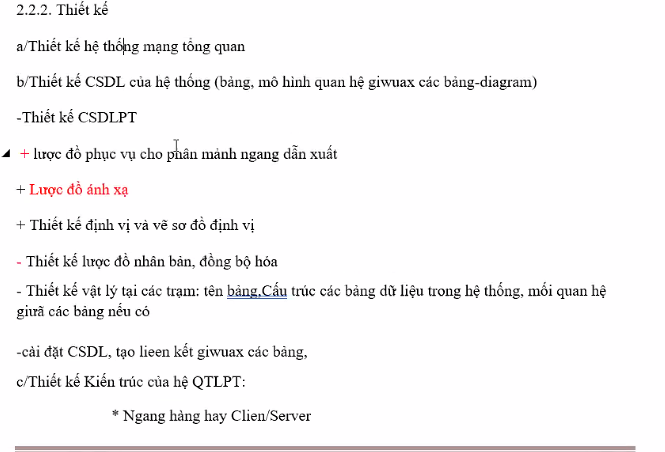 2.2.2. Thiết kế
a/Thiết kế hệ thống mạng tổng quan
b/Thiết kế CSDL của hệ thống (bảng, mô hình quan hệ giwuax các bảng-diagram)
-Thiết kế CSDLPT
+ lược đồ phục vụ cho phân mảnh ngang dẫn xuất
+ Lược đồ ánh xạ
+ Thiết kế định vị và vẽ sơ đồ định vị
- Thiết kế lược đồ nhân bản, đồng bộ hóa
- Thiết kế vật lý tại các trạm: tên bảng,Cấu trúc các bảng dữ liệu trong hệ thống, mối quan hệ
giưã các bảng nếu có
-cài đặt CSDL, tạo lieen kết giwuax các bảng,
c/Thiết kế Kiến trúc của hệ QTLPT:
* Ngang hàng hay Clien/Server